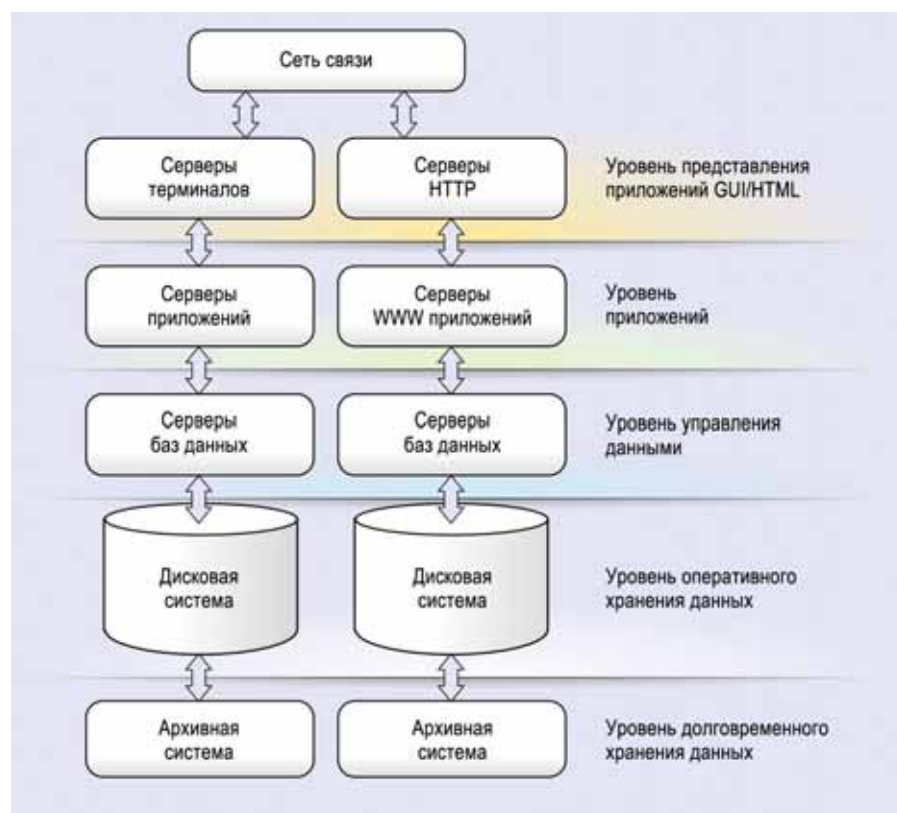 Сеть связи
Серверы
терминалов
Серверы
HTTP
Уровень представления
приложений GUI/HTML
Серверы
приложений
Серверы
WWW приложений
Уровень
приложений
Серверы
баз данных
Серверы
баз данных
Уровень управления
данными
Дисковая
система
Дисковая
система
Уровень оперативного
хранения данных
Архивная
система
Архивная
система
Уровень долговременного
хранения данных